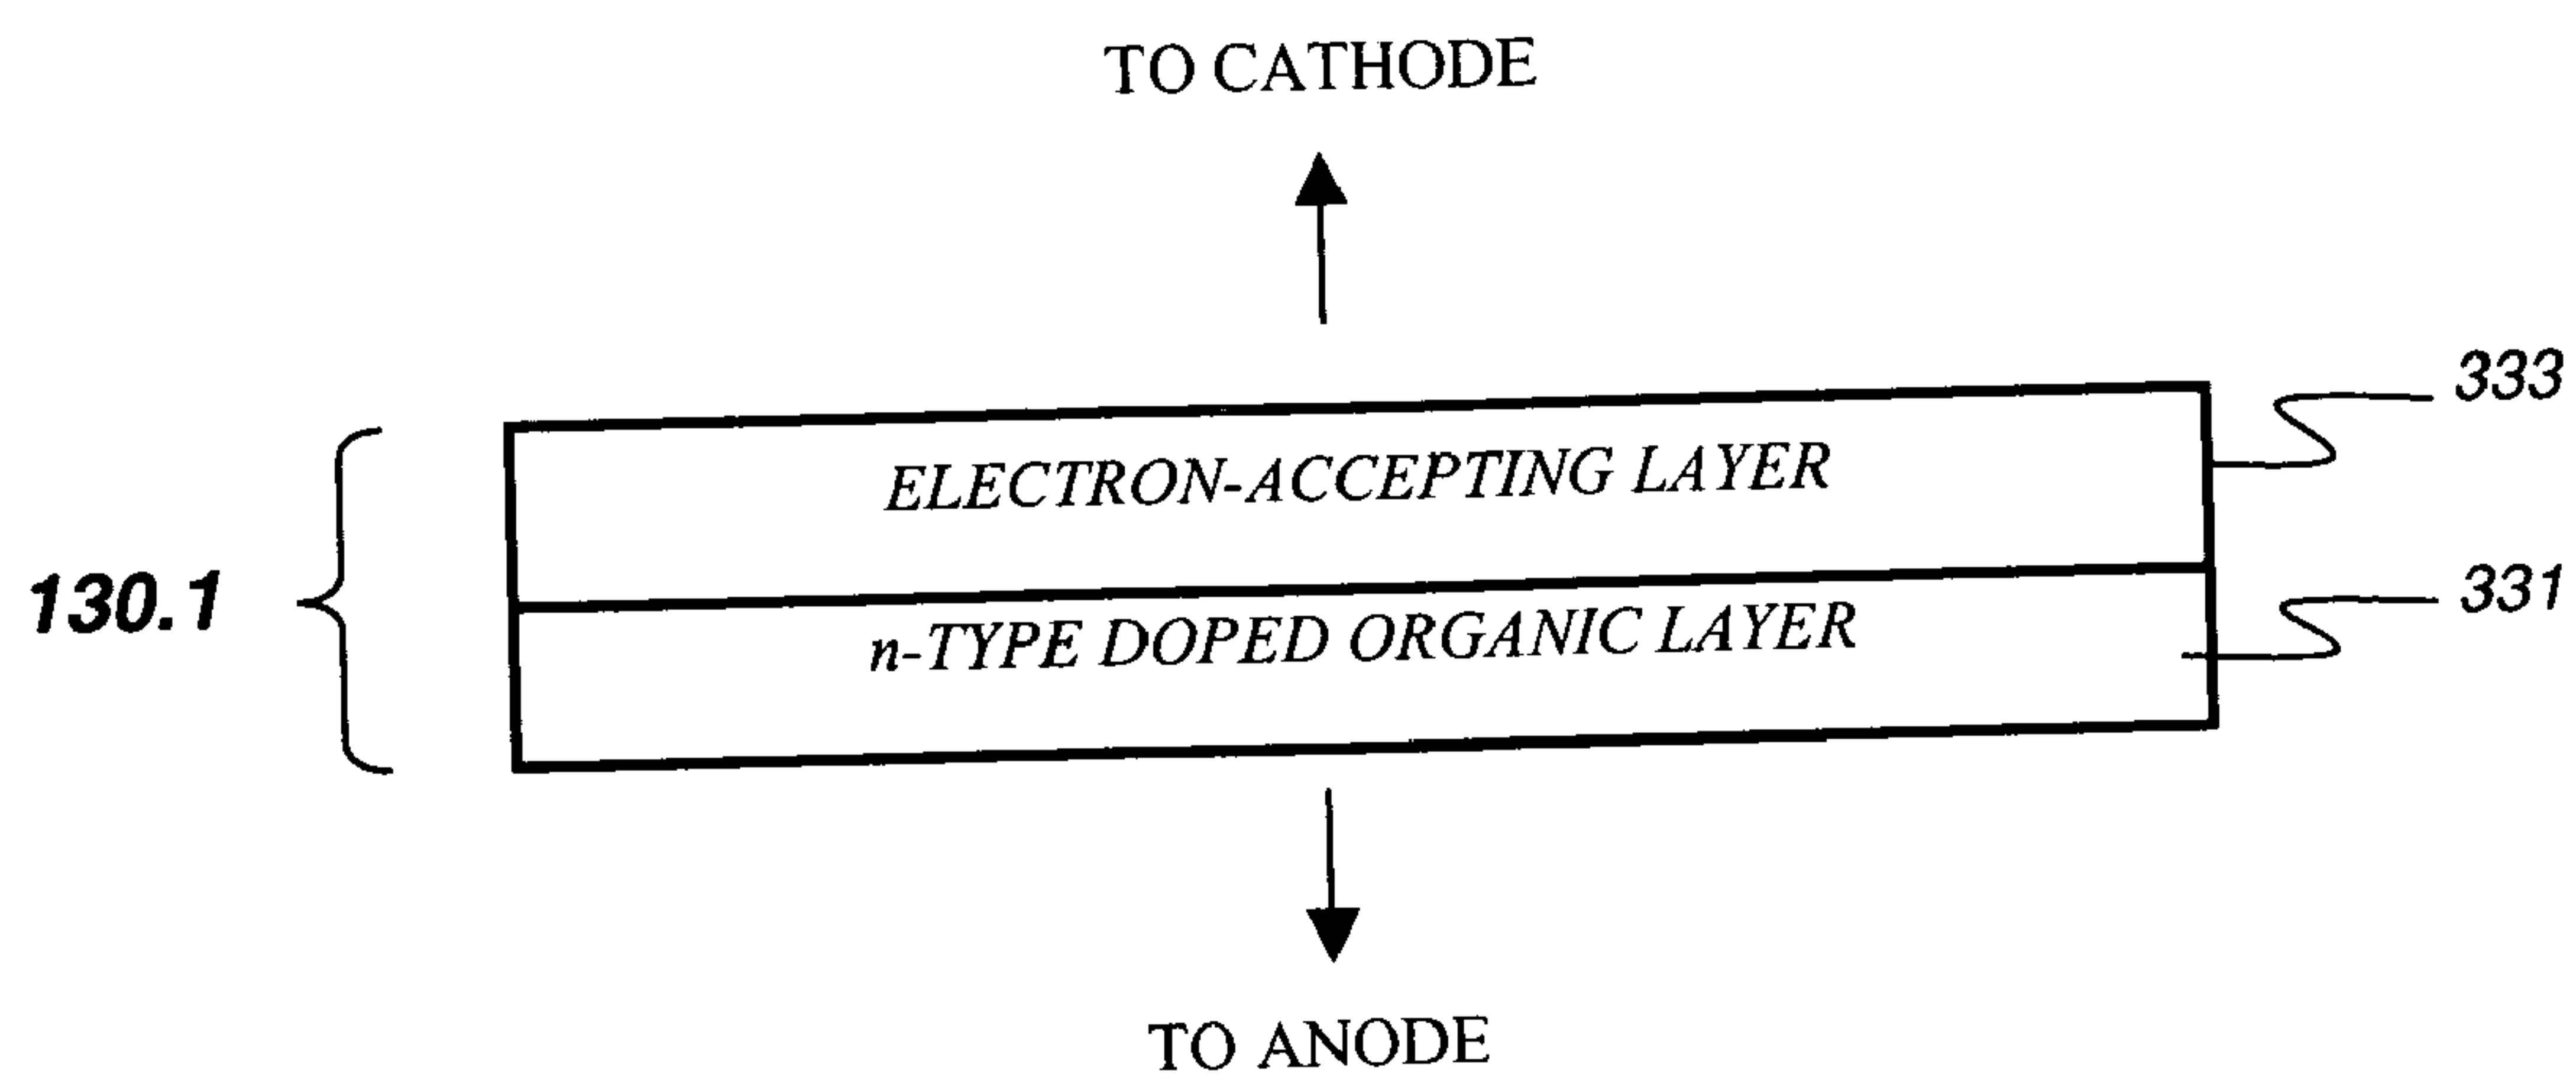 TO CATHODE
333
ELECTRON-ACCEPTING LAYER
130.1
n-TYPE DOPED ORGANIC LAYER
331
TO ANODE